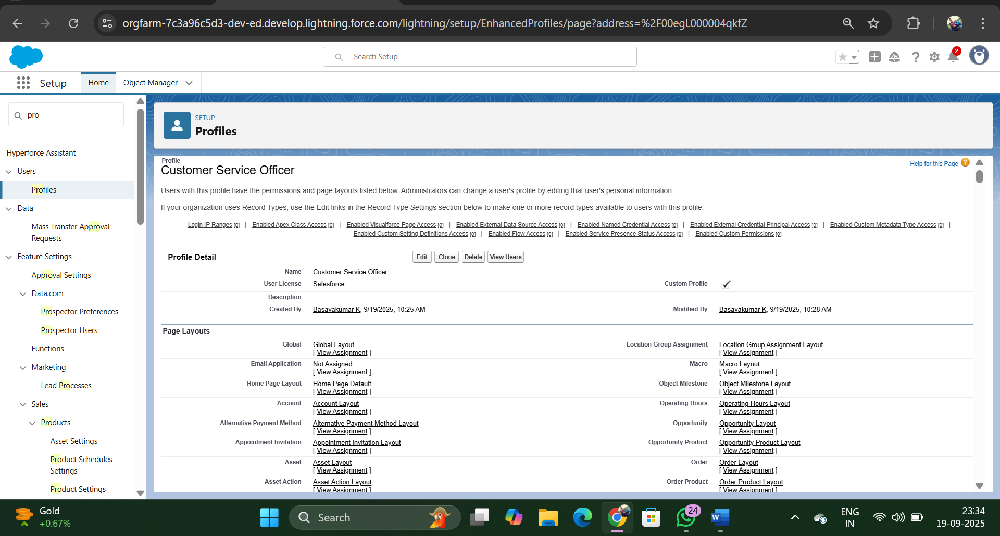 orgfarm-7c3a96c5d3-dev-ed.develop.lightning.force.com/lightning/setup/EnhancedProfiles/page?address=%2F00egL000004qkfZ
Search Setup
2
Setup
Home
Object Manager
pro
Hyperforce Assistant
Users
Profiles
Data
Mass Transfer Approval
Requests
Feature Settings
Approval Settings
Data.com
Prospector Preferences
Prospector Users
Functions
Marketing
Lead Processes
Sales
Products
Asset Settings
Product Schedules
Settings
Product Settings
SETUP
Profiles
Profile
Customer Service Officer
Help for this Page ?
Users with this profile have the permissions and page layouts listed below. Administrators can change a user's profile by editing that user's personal information.
If your organization uses Record Types, use the Edit links in the Record Type Settings section below to make one or more record types available to users with this profile.
Login IP Ranges [0] | Enabled Apex Class Access [0] | Enabled Visualforce Page Access [0] | Enabled External Data Source Access [0] | Enabled Named Credential Access [0] | Enabled External Credential Principal Access [0] | Enabled Custom Metadata Type Access [0] |
Enabled Custom Setting Definitions Access [0] | Enabled Flow Access [0] | Enabled Service Presence Status Access [0] | Enabled Custom Permissions [0]
Profile Detail Edit Clone Delete View Users
Name Customer Service Officer
User License Salesforce Custom Profile ✓
Description
Created By Basavakumar K, 9/19/2025, 10:25 AM Modified By Basavakumar K, 9/19/2025, 10:28 AM
Page Layouts
Global Global Layout Location Group Assignment Location Group Assignment Layout
[ View Assignment ] [ View Assignment ]
Email Application Not Assigned Macro Macro Layout
[ View Assignment ] [ View Assignment ]
Home Page Layout Home Page Default Object Milestone Object Milestone Layout
[ View Assignment ] [ View Assignment ]
Account Account Layout Operating Hours Operating Hours Layout
[ View Assignment ] [ View Assignment ]
Alternative Payment Method Alternative Payment Method Layout Opportunity Opportunity Layout
[ View Assignment ] [ View Assignment ]
Appointment Invitation Appointment Invitation Layout Opportunity Product Opportunity Product Layout
[ View Assignment ] [ View Assignment ]
Asset Asset Layout Order Order Layout
[ View Assignment ] [ View Assignment ]
Asset Action Asset Action Layout Order Product Order Product Layout
[ View Assignment ] [ View Assignment ]
Gold
+0.67%
Search
24
W
ENG
IN
23:34
19-09-2025